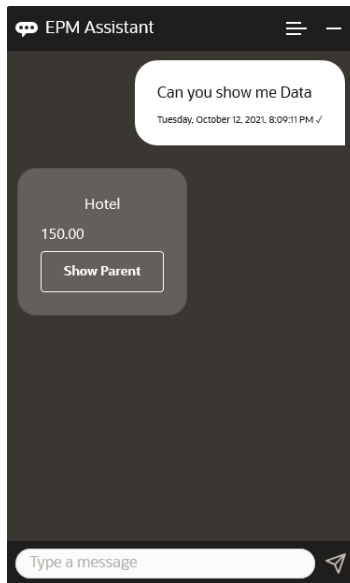 EPM Assistant
Can you show me Data
Tuesday, October 12, 2021, 8:09:11 PM ✓
Hotel
150.00
Show Parent
Type a message